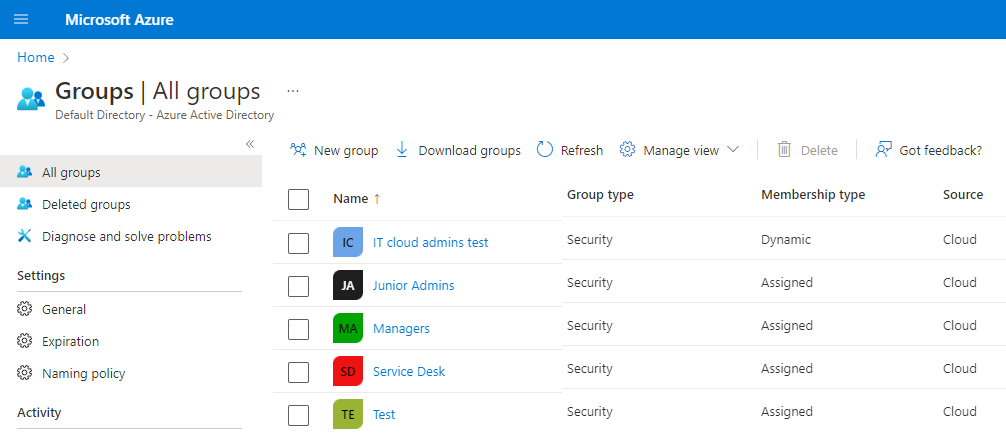 Microsoft Azure
Home >
Groups | All groups ...
Default Directory - Azure Active Directory
«
All groups
Deleted groups
Diagnose and solve problems
Settings
General
Expiration
Naming policy
Activity
New group Download groups Refresh Manage view Delete Got feedback?
Name ↑ Group type Membership type Source
IC IT cloud admins test Security Dynamic Cloud
JA Junior Admins Security Assigned Cloud
MA Managers Security Assigned Cloud
SD Service Desk Security Assigned Cloud
TE Test Security Assigned Cloud